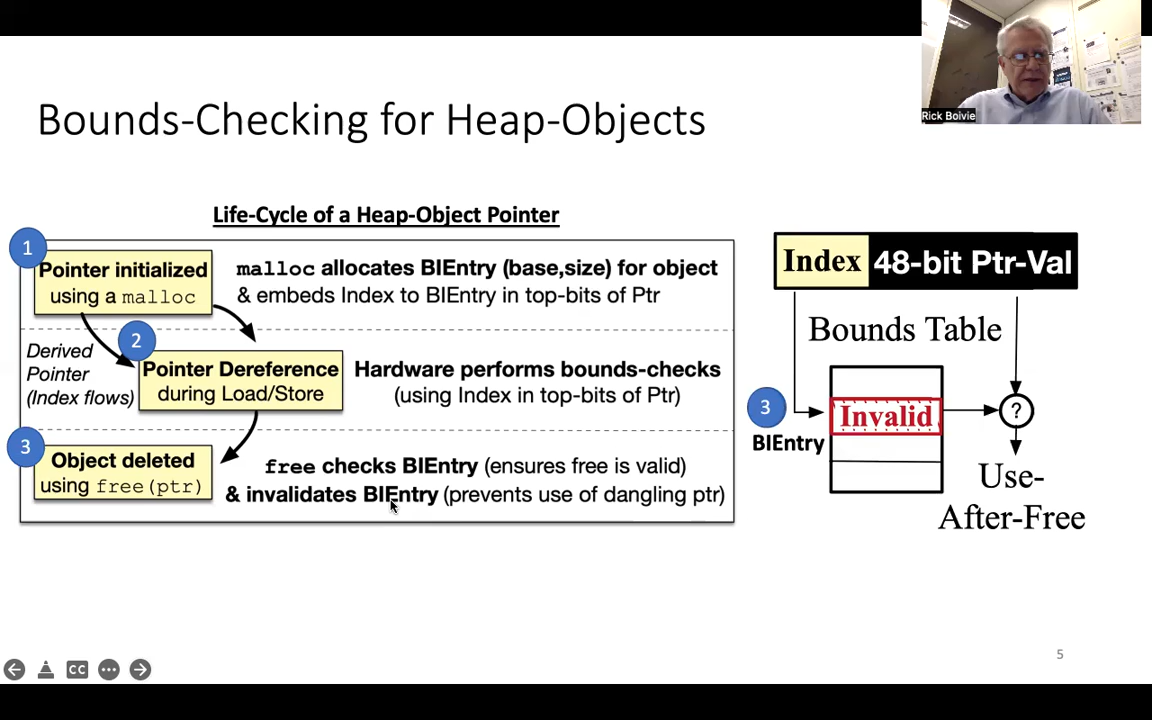 Rick Boivie
Bounds-Checking for Heap-Objects
Life-Cycle of a Heap-Object Pointer
1
Pointer initialized
using a malloc
malloc allocates BIEntry (base,size) for object
& embeds Index to BIEntry in top-bits of Ptr
Derived
Pointer
(Index flows)
2
Pointer Dereference
during Load/Store
Hardware performs bounds-checks
(using Index in top-bits of Ptr)
3
Object deleted
using free(ptr)
free checks BIEntry (ensures free is valid)
& invalidates BIEntry (prevents use of dangling ptr)
Index 48-bit Ptr-Val
Bounds Table
3
BIEntry
Invalid
?
Use-
After-Free
5
CC